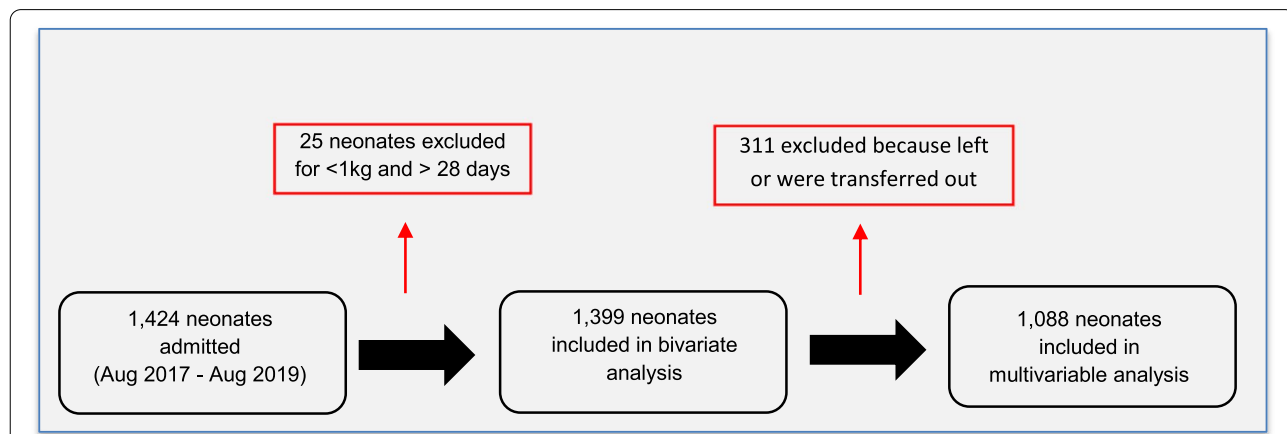 25 neonates excluded
for <1kg and > 28 days
311 excluded because left
or were transferred out
1,424 neonates
admitted
(Aug 2017 - Aug 2019)
1,399 neonates
included in bivariate
analysis
1,088 neonates
included in
multivariable analysis